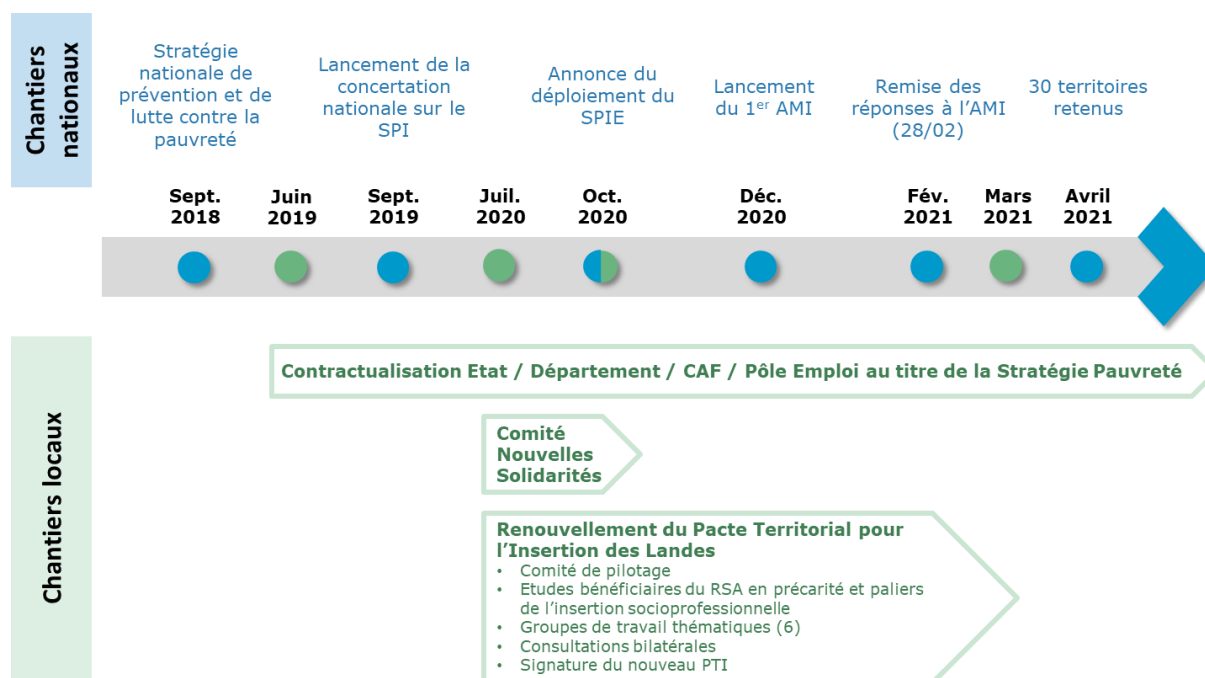 Chantiers
nationaux
Stratégie
nationale de
prévention et de
lutte contre la
pauvreté
Lancement de la
concertation
nationale sur le
SPI
Annonce du
déploiement du
SPIE
Lancement
du 1er AMI
Remise des
réponses à l’AMI
(28/02)
30 territoires
retenus
Sept.
2018
Juin
2019
Sept.
2019
Juil.
2020
Oct.
2020
Déc.
2020
Fév.
2021
Mars
2021
Avril
2021
Chantiers locaux
Contractualisation Etat / Département / CAF / Pôle Emploi au titre de la Stratégie Pauvreté
Comité
Nouvelles
Solidarités
Renouvellement du Pacte Territorial pour
l’Insertion des Landes
• Comité de pilotage
• Etudes bénéficiaires du RSA en précarité et paliers
de l’insertion socioprofessionnelle
• Groupes de travail thématiques (6)
• Consultations bilatérales
• Signature du nouveau PTI